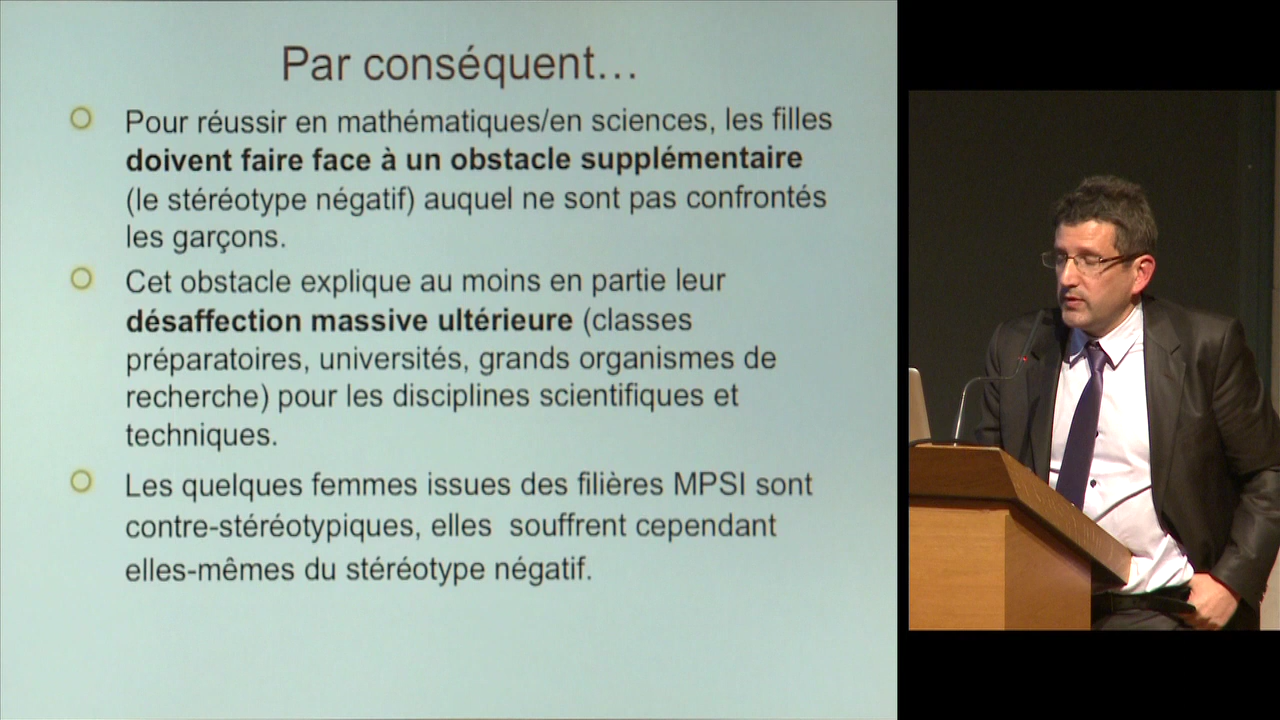 Par conséquent…
Pour réussir en mathématiques/en sciences, les filles
doivent faire face à un obstacle supplémentaire
(le stéréotype négatif) auquel ne sont pas confrontés
les garçons.
Cet obstacle explique au moins en partie leur
désaffection massive ultérieure (classes
préparatoires, universités, grands organismes de
recherche) pour les disciplines scientifiques et
techniques.
Les quelques femmes issues des filières MPSI sont
contre-stéréotypiques, elles souffrent cependant
elles-mêmes du stéréotype négatif.